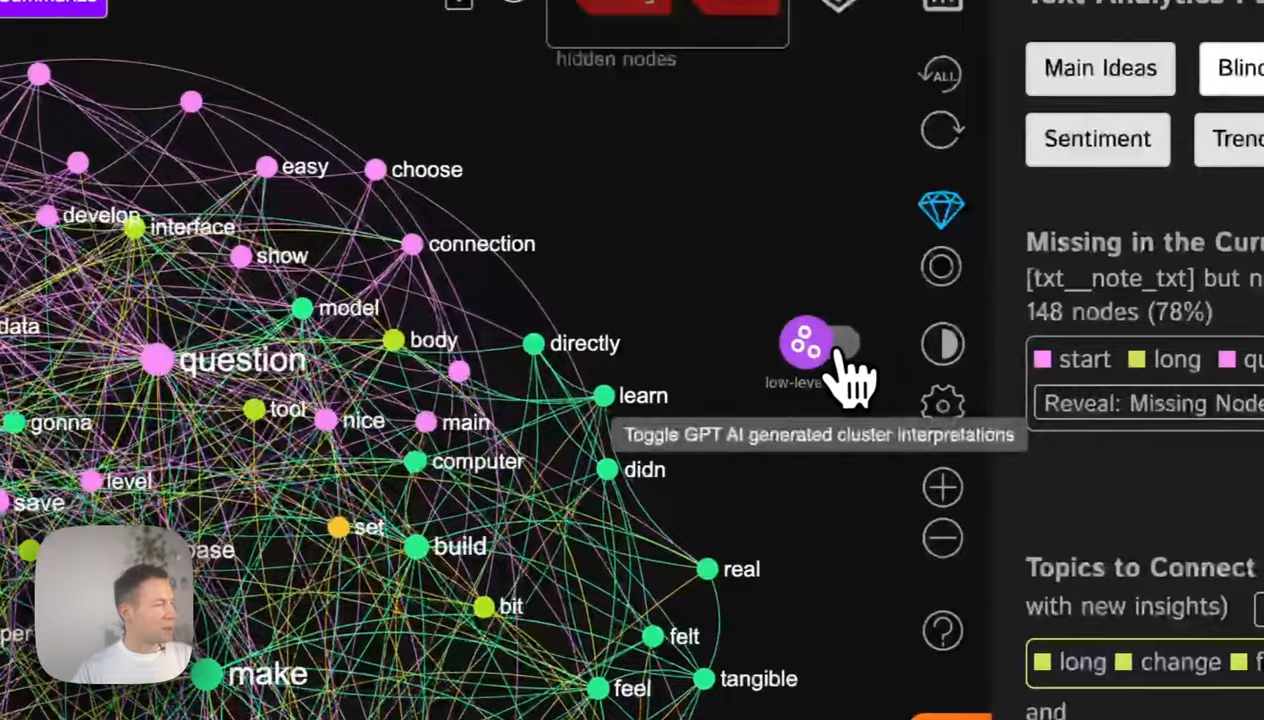 hidden nodes
ALL
Main Ideas
Sentiment
easy
choose
develop
interface
connection
show
model
data
body
directly
question
learn
tool
nice
main
gonna
Toggle GPT AI generated cluster interpretations
computer
didn
level
save
set
build
real
bit
felt
make
feel
tangible
[txt__note_txt] but
148 nodes (78%)
start long
Reveal: Missing
Topics to Connect
with new insights)
long change
and